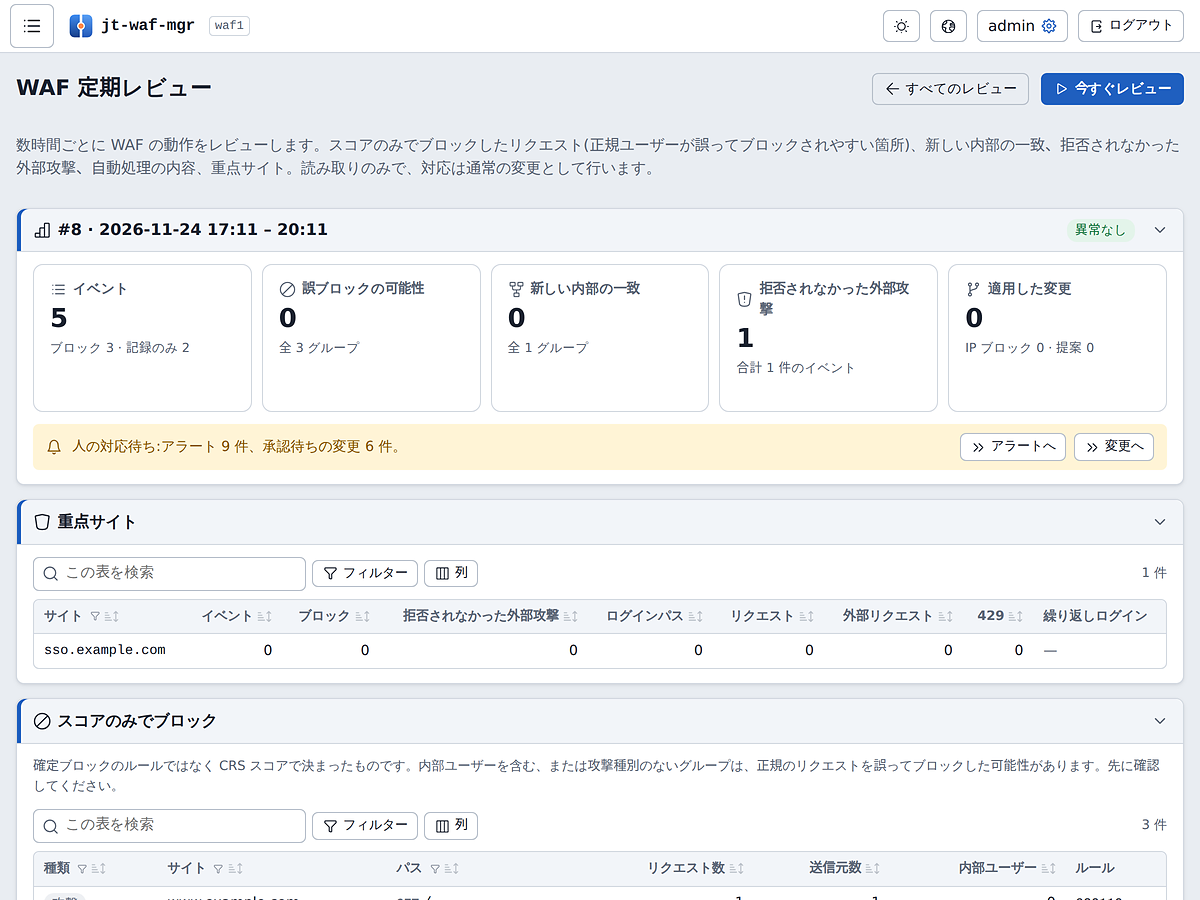 jt-waf-mgr waf1 admin ログアウト
WAF 定期レビュー すべてのレビュー 今すぐレビュー
数時間ごとに WAF の動作をレビューします。スコアのみでブロックしたリクエスト(正規ユーザーが誤ってブロックされやすい箇所)、新しい内部の一致、拒否されなかった
外部攻撃、自動処理の内容、重点サイト。読み取りのみで、対応は通常の変更として行います。
#8 · 2026-11-24 17:11 – 20:11 異常なし
イベント
5
ブロック 3 · 記録のみ 2
誤ブロックの可能性
0
全 3 グループ
新しい内部の一致
0
全 1 グループ
拒否されなかった外部攻
撃
1
合計 1 件のイベント
適用した変更
0
IP ブロック 0 · 提案 0
人の対応待ち:アラート 9 件、承認待ちの変更 6 件。 アラートへ 変更へ
重点サイト
この表を検索 フィルター 列 1 件
サイト イベント ブロック 拒否されなかった外部攻撃 ログインパス リクエスト 外部リクエスト 429 繰り返しログイン
sso.example.com 0 0 0 0 0 0 0 —
スコアのみでブロック
確定ブロックのルールではなく CRS スコアで決まったものです。内部ユーザーを含む、または攻撃種別のないグループは、正規のリクエストを誤ってブロックした可能性があります。先に確認
してください。
この表を検索 フィルター 列 3 件
種類 サイト パス リクエスト数 送信元数 内部ユーザー ルール